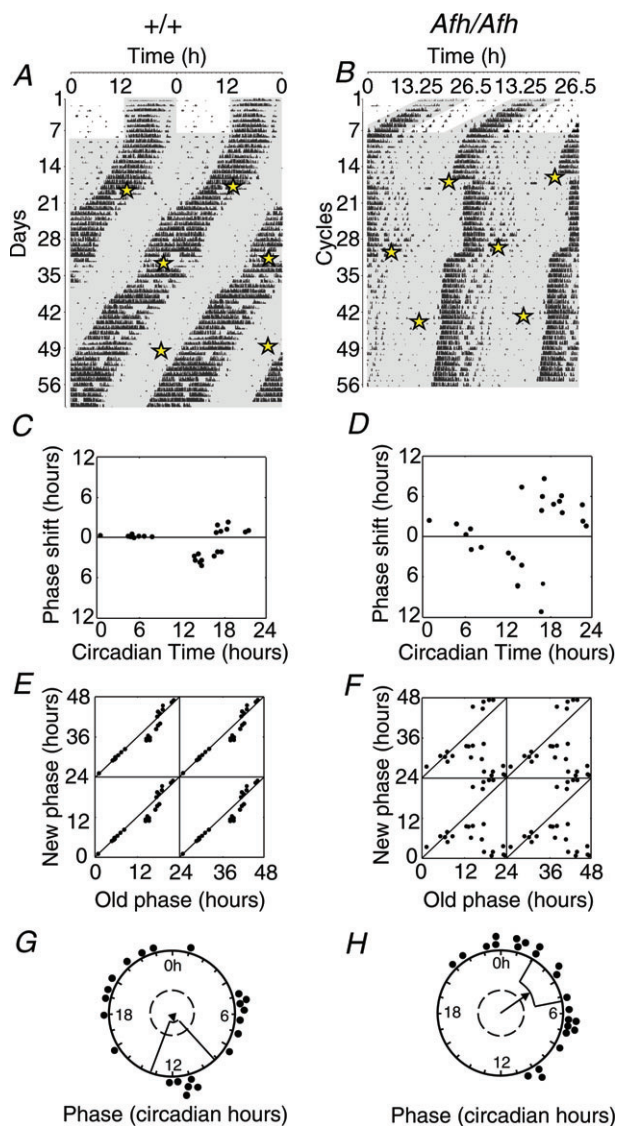 +/+
Afh/Afh
Time (h)
Time (h)
A
0 12 0 12 0
B
0 13.25 26.5 13.25 26.5
Days
1
7
14
21
28
35
42
49
56
Cycles
1
7
14
21
28
35
42
49
56
C
Phase shift (hours)
12
6
0
6
12
0 6 12 18 24
Circadian Time (hours)
D
Phase shift (hours)
12
6
0
6
12
0 6 12 18 24
Circadian Time (hours)
E
New phase (hours)
48
36
24
12
0
0 12 24 36 48
Old phase (hours)
F
New phase (hours)
48
36
24
12
0
0 12 24 36 48
Old phase (hours)
G
0h
18 6
12
Phase (circadian hours)
H
0h
18 6
12
Phase (circadian hours)